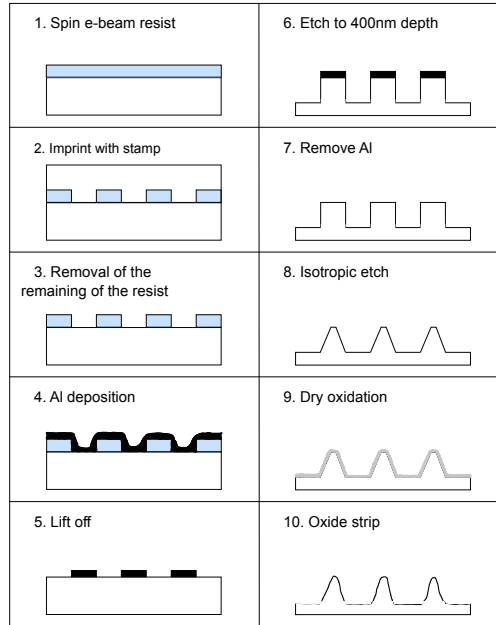 1. Spin e-beam resist
2. Imprint with stamp
3. Removal of the
remaining of the resist
4. Al deposition
5. Lift off
6. Etch to 400nm depth
7. Remove Al
8. Isotropic etch
9. Dry oxidation
10. Oxide strip